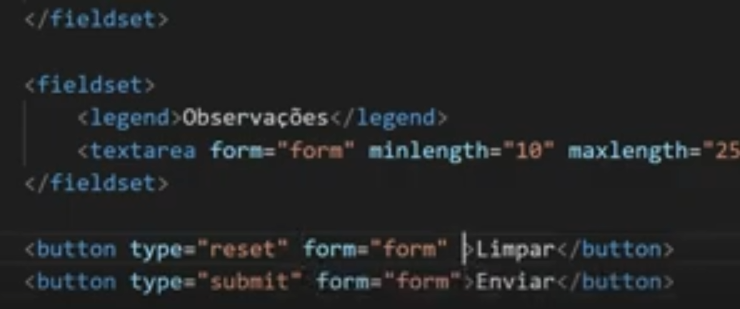 </fieldset>
<fieldset>
<legend>Observações</legend>
<textarea form="form" minlength="10" maxlength="25
</fieldset>
<button type="reset" form="form" >Limpar</button>
<button type="submit" form="form">Enviar</button>